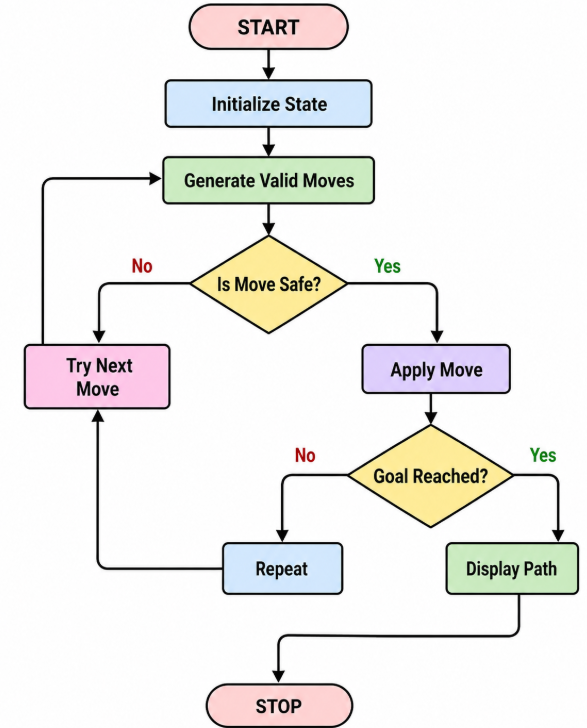 START
Initialize State
Generate Valid Moves
No
Yes
Is Move Safe?
Try Next
Move
Apply Move
No
Yes
Goal Reached?
Repeat
Display Path
STOP